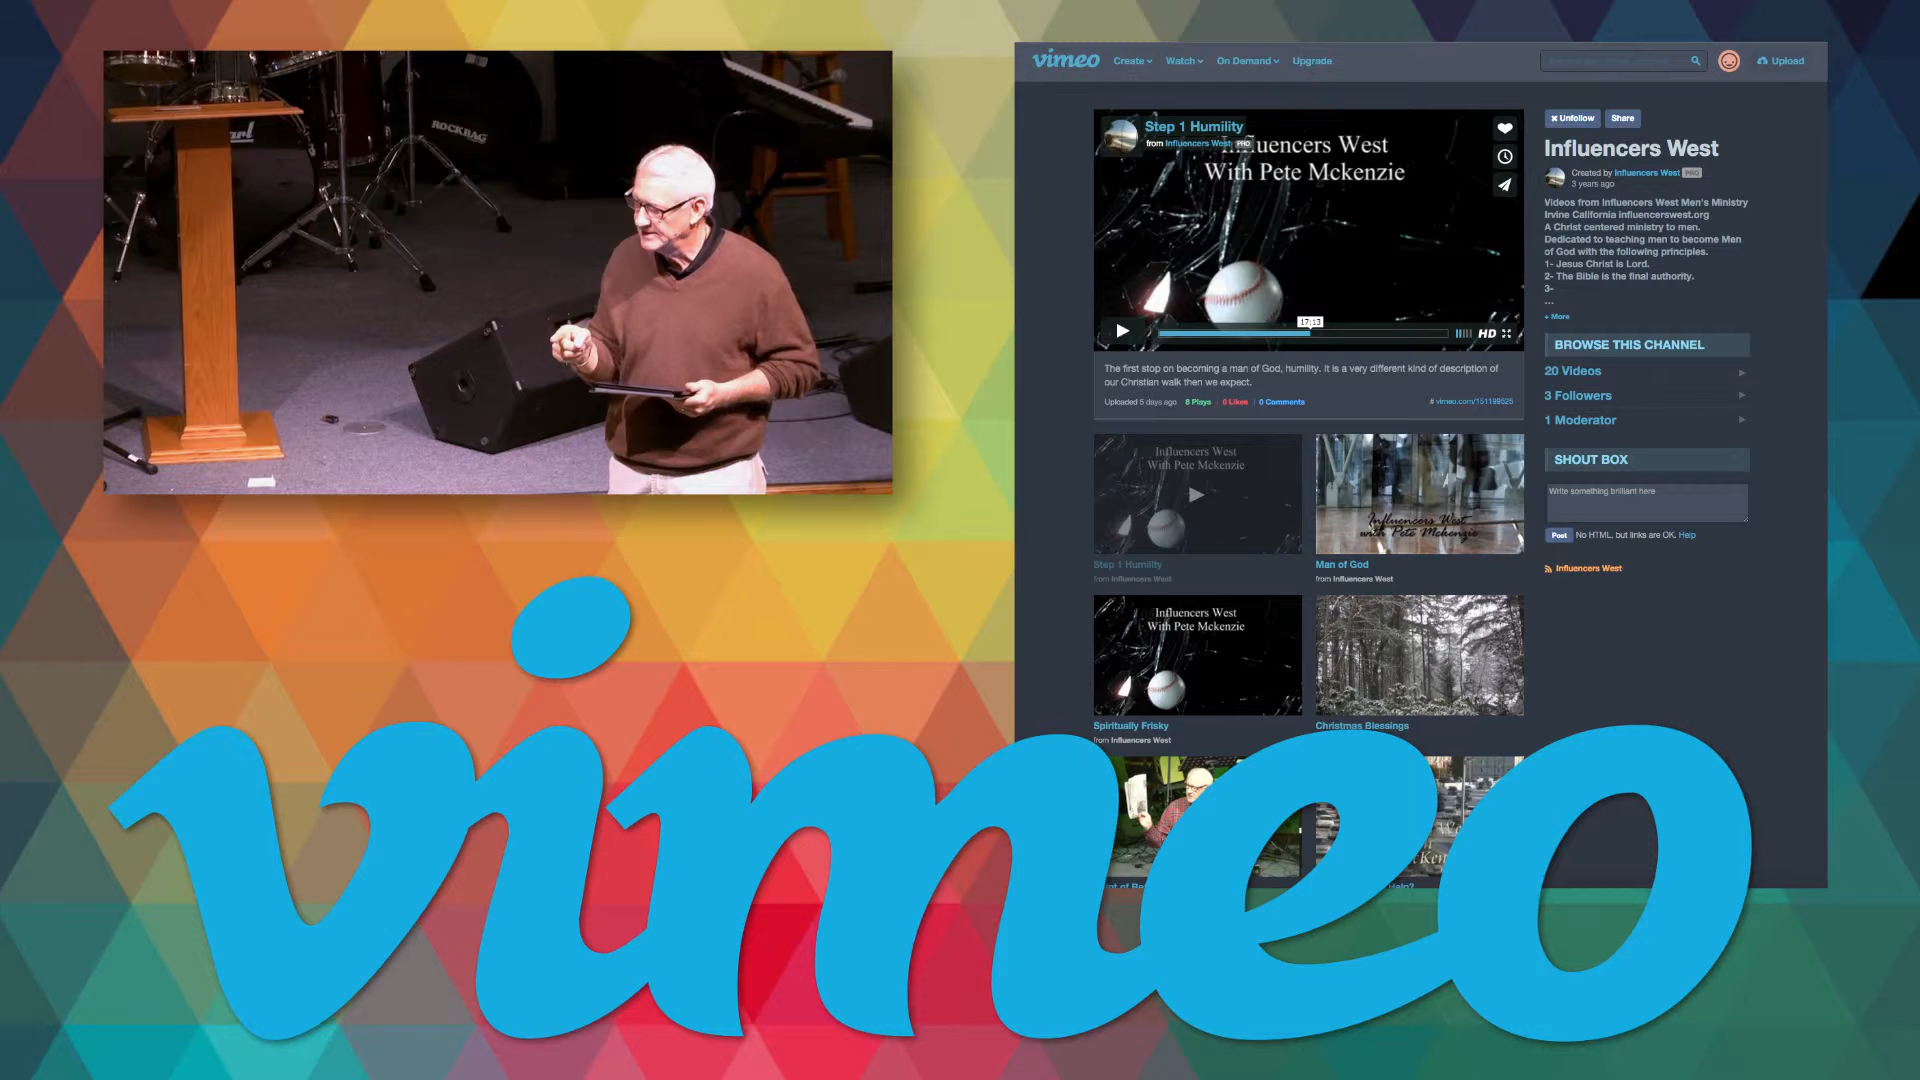 Pearl
ROCKBAG
vimeo
Create
Watch
On Demand
Upgrade
Upload
Step 1 Humility
from Influencers West PRO
Influencers West
With Pete Mckenzie
17:13
HD
The first stop on becoming a man of God, humility. It is a very different kind of description of
our Christian walk then we expect.
Uploaded 5 days ago 8 Plays 0 Likes 0 Comments
# vimeo.com/151199525
Influencers West
With Pete Mckenzie
Step 1 Humility
from Influencers West
Influencers West
with Pete Mckenzie
Man of God
from Influencers West
Influencers West
With Pete Mckenzie
Spiritually Frisky
from Influencers West
Christmas Blessings
Help?
Unfollow
Share
Influencers West
Created by Influencers West PRO
3 years ago
Videos from Influencers West Men's Ministry
Irvine California influencerswest.org
A Christ centered ministry to men.
Dedicated to teaching men to become Men
of God with the following principles.
1- Jesus Christ is Lord.
2- The Bible is the final authority.
3-
...
+ More
BROWSE THIS CHANNEL
20 Videos
3 Followers
1 Moderator
SHOUT BOX
Write something brilliant here
Post No HTML, but links are OK. Help
Influencers West
vimeo